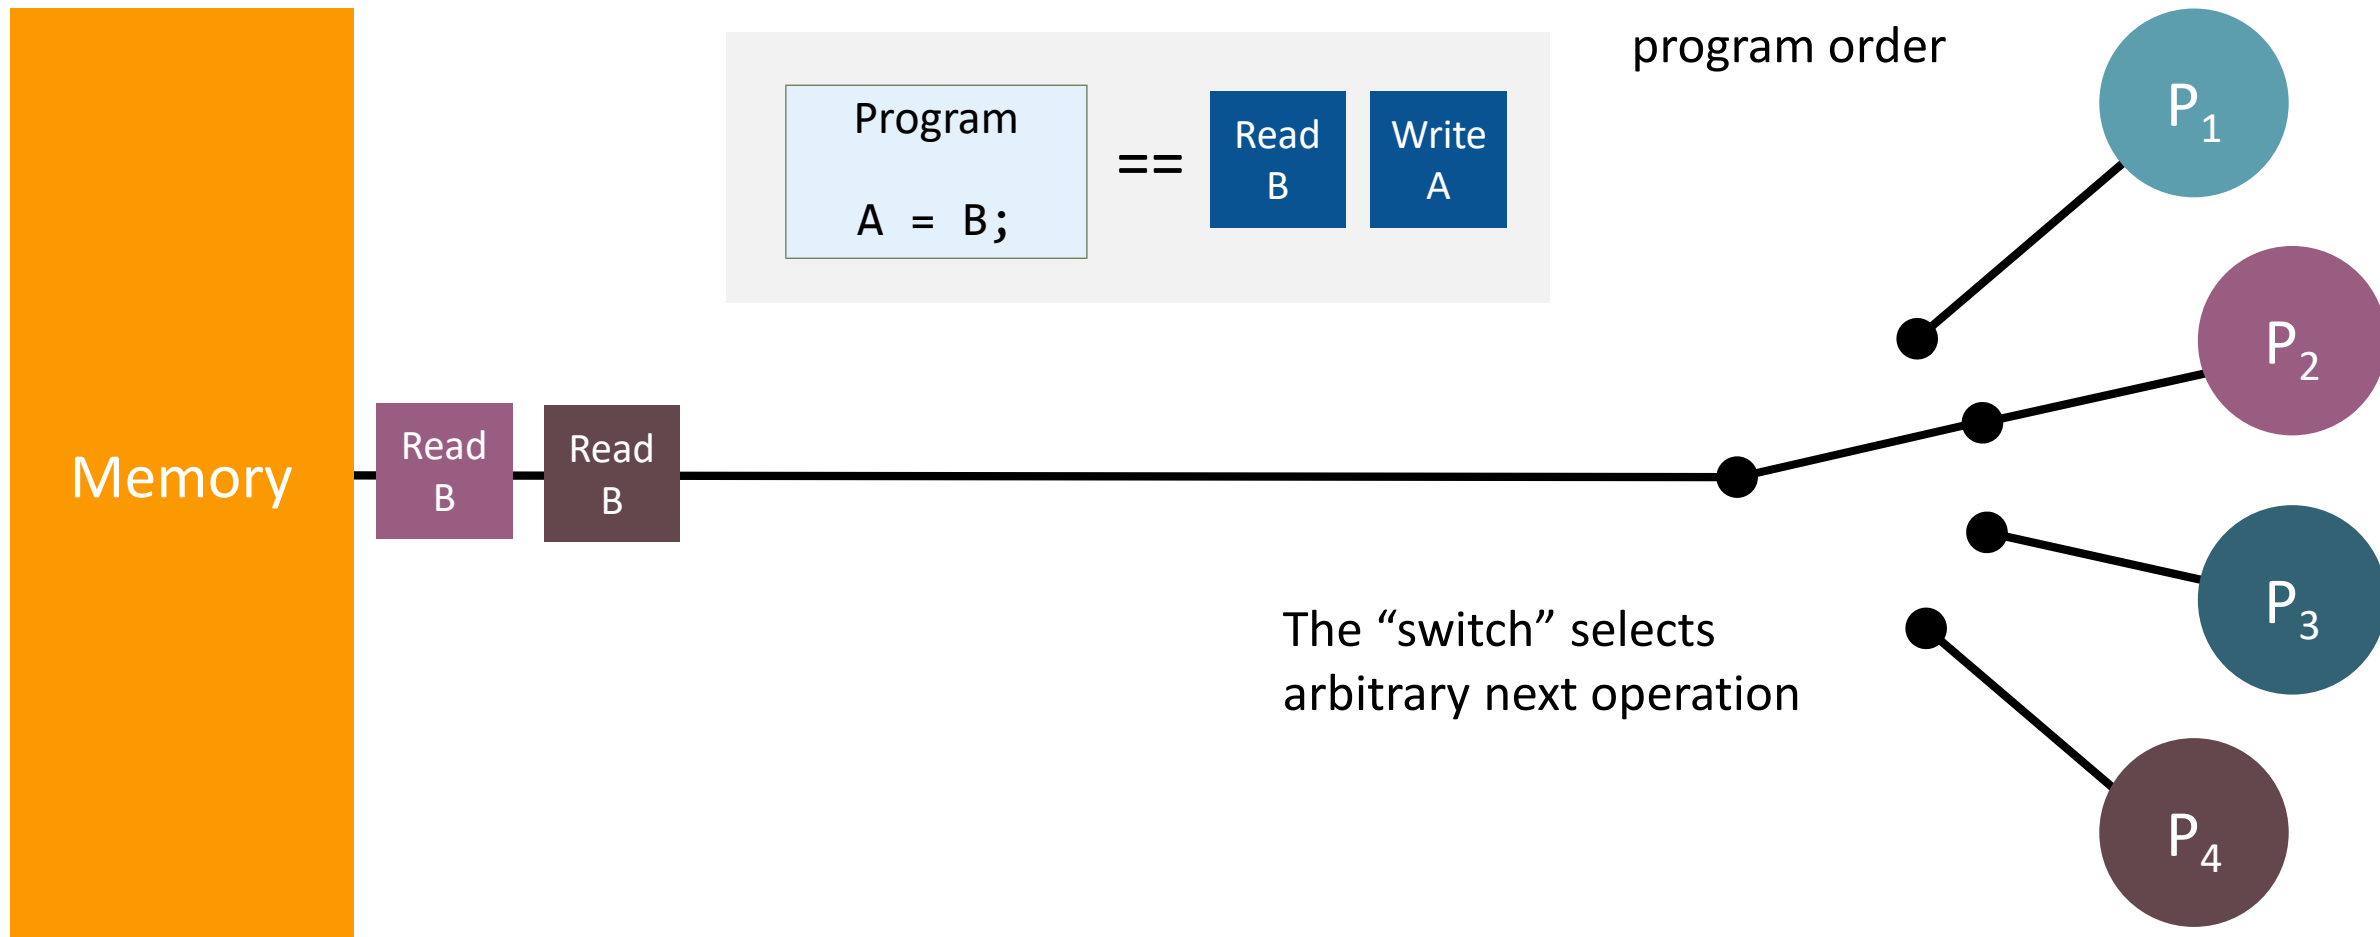 program order
Program
A = B;
==
Read
B
Write
A
P1
P2
Memory
Read
B
Read
B
P3
The “switch” selects
arbitrary next operation
P4